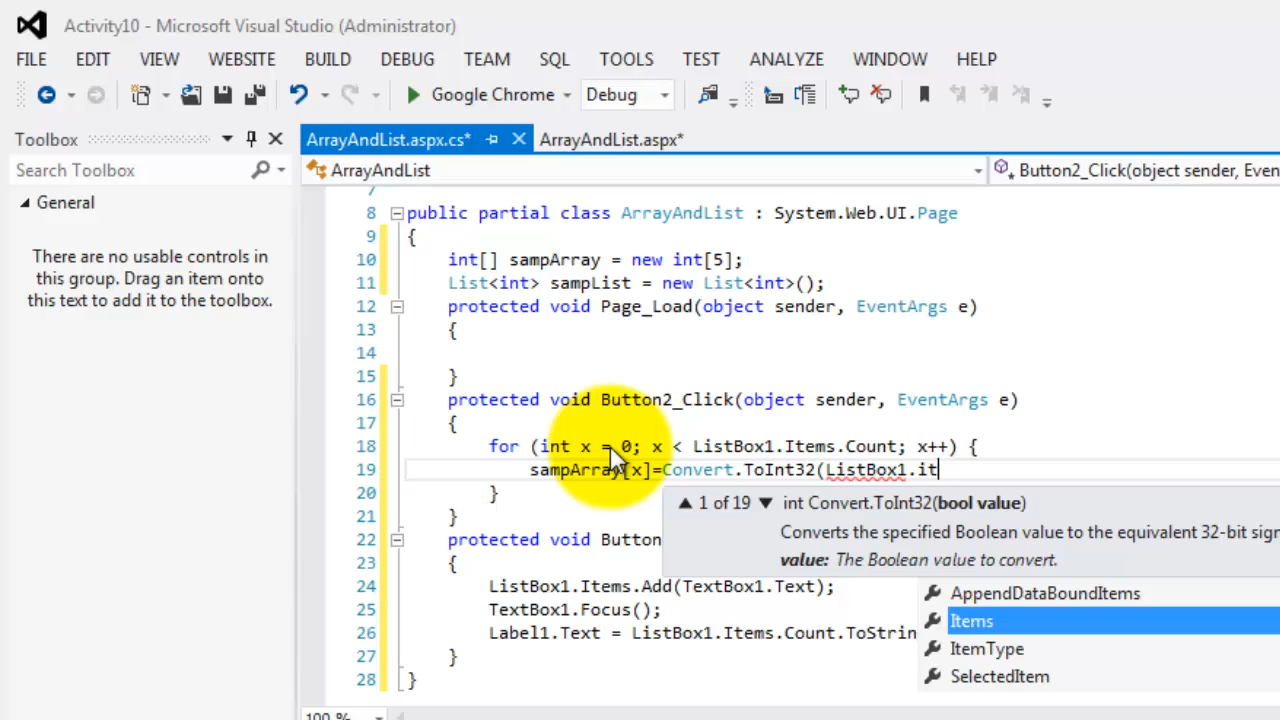 Activity10 - Microsoft Visual Studio (Administrator)
FILE EDIT VIEW WEBSITE BUILD DEBUG TEAM SQL TOOLS TEST ANALYZE WINDOW HELP
Google Chrome Debug
Toolbox
ArrayAndList.aspx.cs* ArrayAndList.aspx*
Search Toolbox
ArrayAndList
Button2_Click(object sender, Even
General
There are no usable controls in
this group. Drag an item onto
this text to add it to the toolbox.
7
8 public partial class ArrayAndList : System.Web.UI.Page
9 {
10 int[] sampArray = new int[5];
11 List<int> sampList = new List<int>();
12 protected void Page_Load(object sender, EventArgs e)
13 {
14
15 }
16 protected void Button2_Click(object sender, EventArgs e)
17 {
18 for (int x = 0; x < ListBox1.Items.Count; x++) {
19 sampArray[x]=Convert.ToInt32(ListBox1.it
20 }
21 }
22 protected void Button
23 {
24 ListBox1.Items.Add(TextBox1.Text);
25 TextBox1.Focus();
26 Label1.Text = ListBox1.Items.Count.ToStrin
27 }
28 }
1 of 19 int Convert.ToInt32(bool value)
Converts the specified Boolean value to the equivalent 32-bit sign
value: The Boolean value to convert.
AppendDataBoundItems
Items
ItemType
SelectedItem
100 %